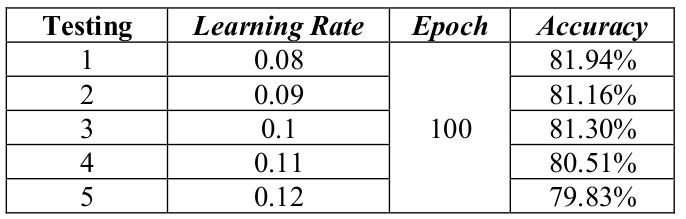 Testing Learning Rate Epoch Accuracy
1 0.08 81.94%
2 0.09 81.16%
3 0.1 100 81.30%
4 0.11 80.51%
5 0.12 79.83%